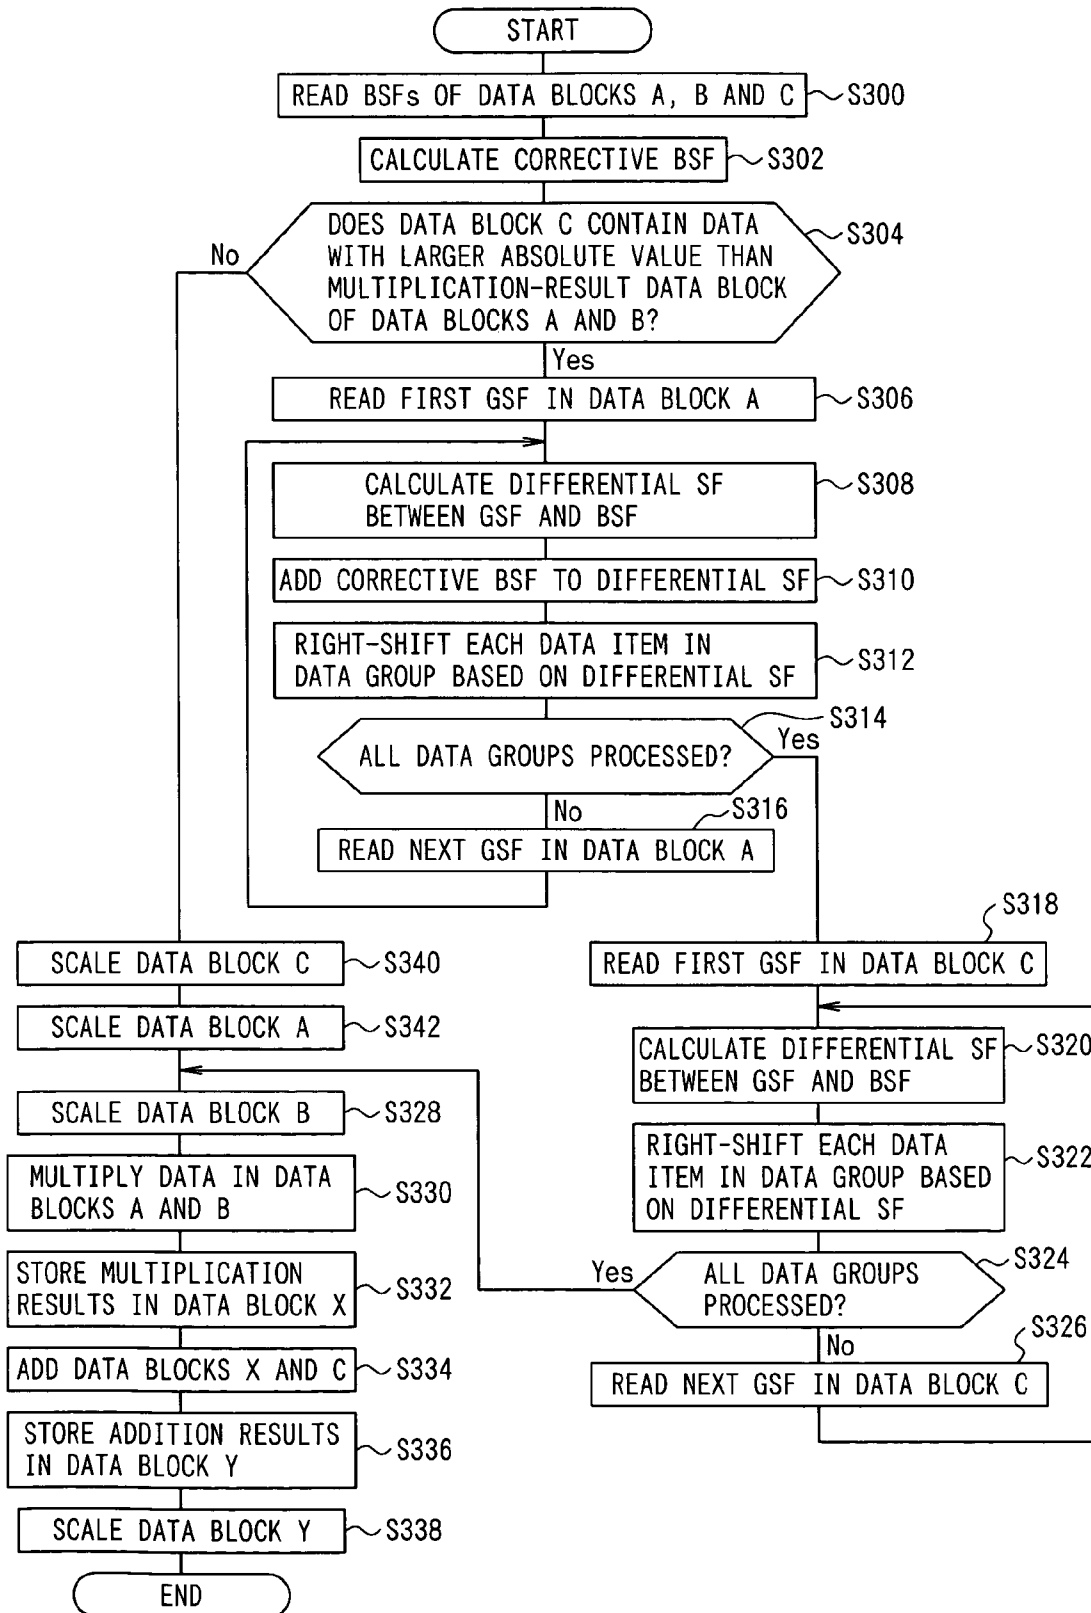 START
READ BSFs OF DATA BLOCKS A, B AND C
S300
CALCULATE CORRECTIVE BSF
S302
DOES DATA BLOCK C CONTAIN DATA
WITH LARGER ABSOLUTE VALUE THAN
MULTIPLICATION-RESULT DATA BLOCK
OF DATA BLOCKS A AND B?
S304
No
Yes
READ FIRST GSF IN DATA BLOCK A
S306
CALCULATE DIFFERENTIAL SF
BETWEEN GSF AND BSF
S308
ADD CORRECTIVE BSF TO DIFFERENTIAL SF
S310
RIGHT-SHIFT EACH DATA ITEM IN
DATA GROUP BASED ON DIFFERENTIAL SF
S312
ALL DATA GROUPS PROCESSED?
S314
Yes
No
READ NEXT GSF IN DATA BLOCK A
S316
READ FIRST GSF IN DATA BLOCK C
S318
CALCULATE DIFFERENTIAL SF
BETWEEN GSF AND BSF
S320
RIGHT-SHIFT EACH DATA
ITEM IN DATA GROUP BASED
ON DIFFERENTIAL SF
S322
ALL DATA GROUPS
PROCESSED?
S324
Yes
No
READ NEXT GSF IN DATA BLOCK C
S326
SCALE DATA BLOCK C
S340
SCALE DATA BLOCK A
S342
SCALE DATA BLOCK B
S328
MULTIPLY DATA IN DATA
BLOCKS A AND B
S330
STORE MULTIPLICATION
RESULTS IN DATA BLOCK X
S332
ADD DATA BLOCKS X AND C
S334
STORE ADDITION RESULTS
IN DATA BLOCK Y
S336
SCALE DATA BLOCK Y
S338
END